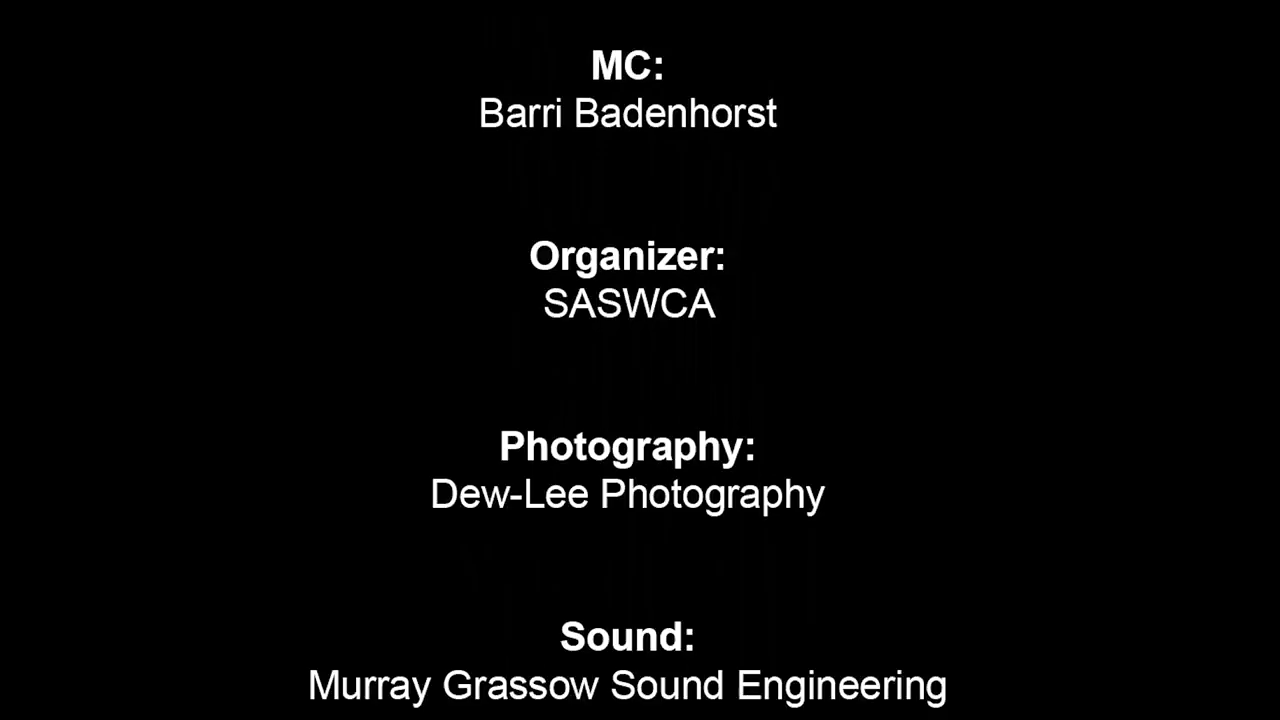 MC:
Barri Badenhorst
Organizer:
SASWCA
Photography:
Dew-Lee Photography
Sound:
Murray Grassow Sound Engineering